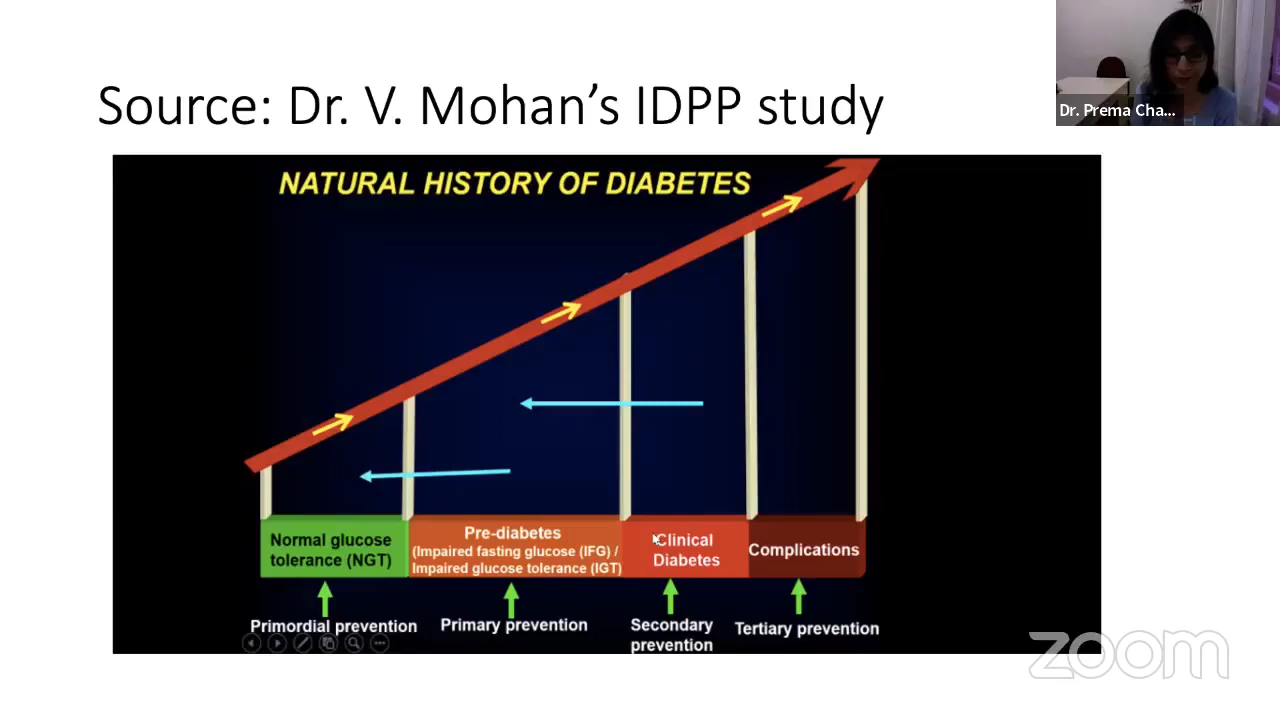 Dr. Prema Cha...
Source: Dr. V. Mohan’s IDPP study
NATURAL HISTORY OF DIABETES
Normal glucose
tolerance (NGT)
Pre-diabetes
(Impaired fasting glucose (IFG) /
Impaired glucose tolerance (IGT)
Clinical
Diabetes
Complications
Primordial prevention
Primary prevention
Secondary
prevention
Tertiary prevention
zoom